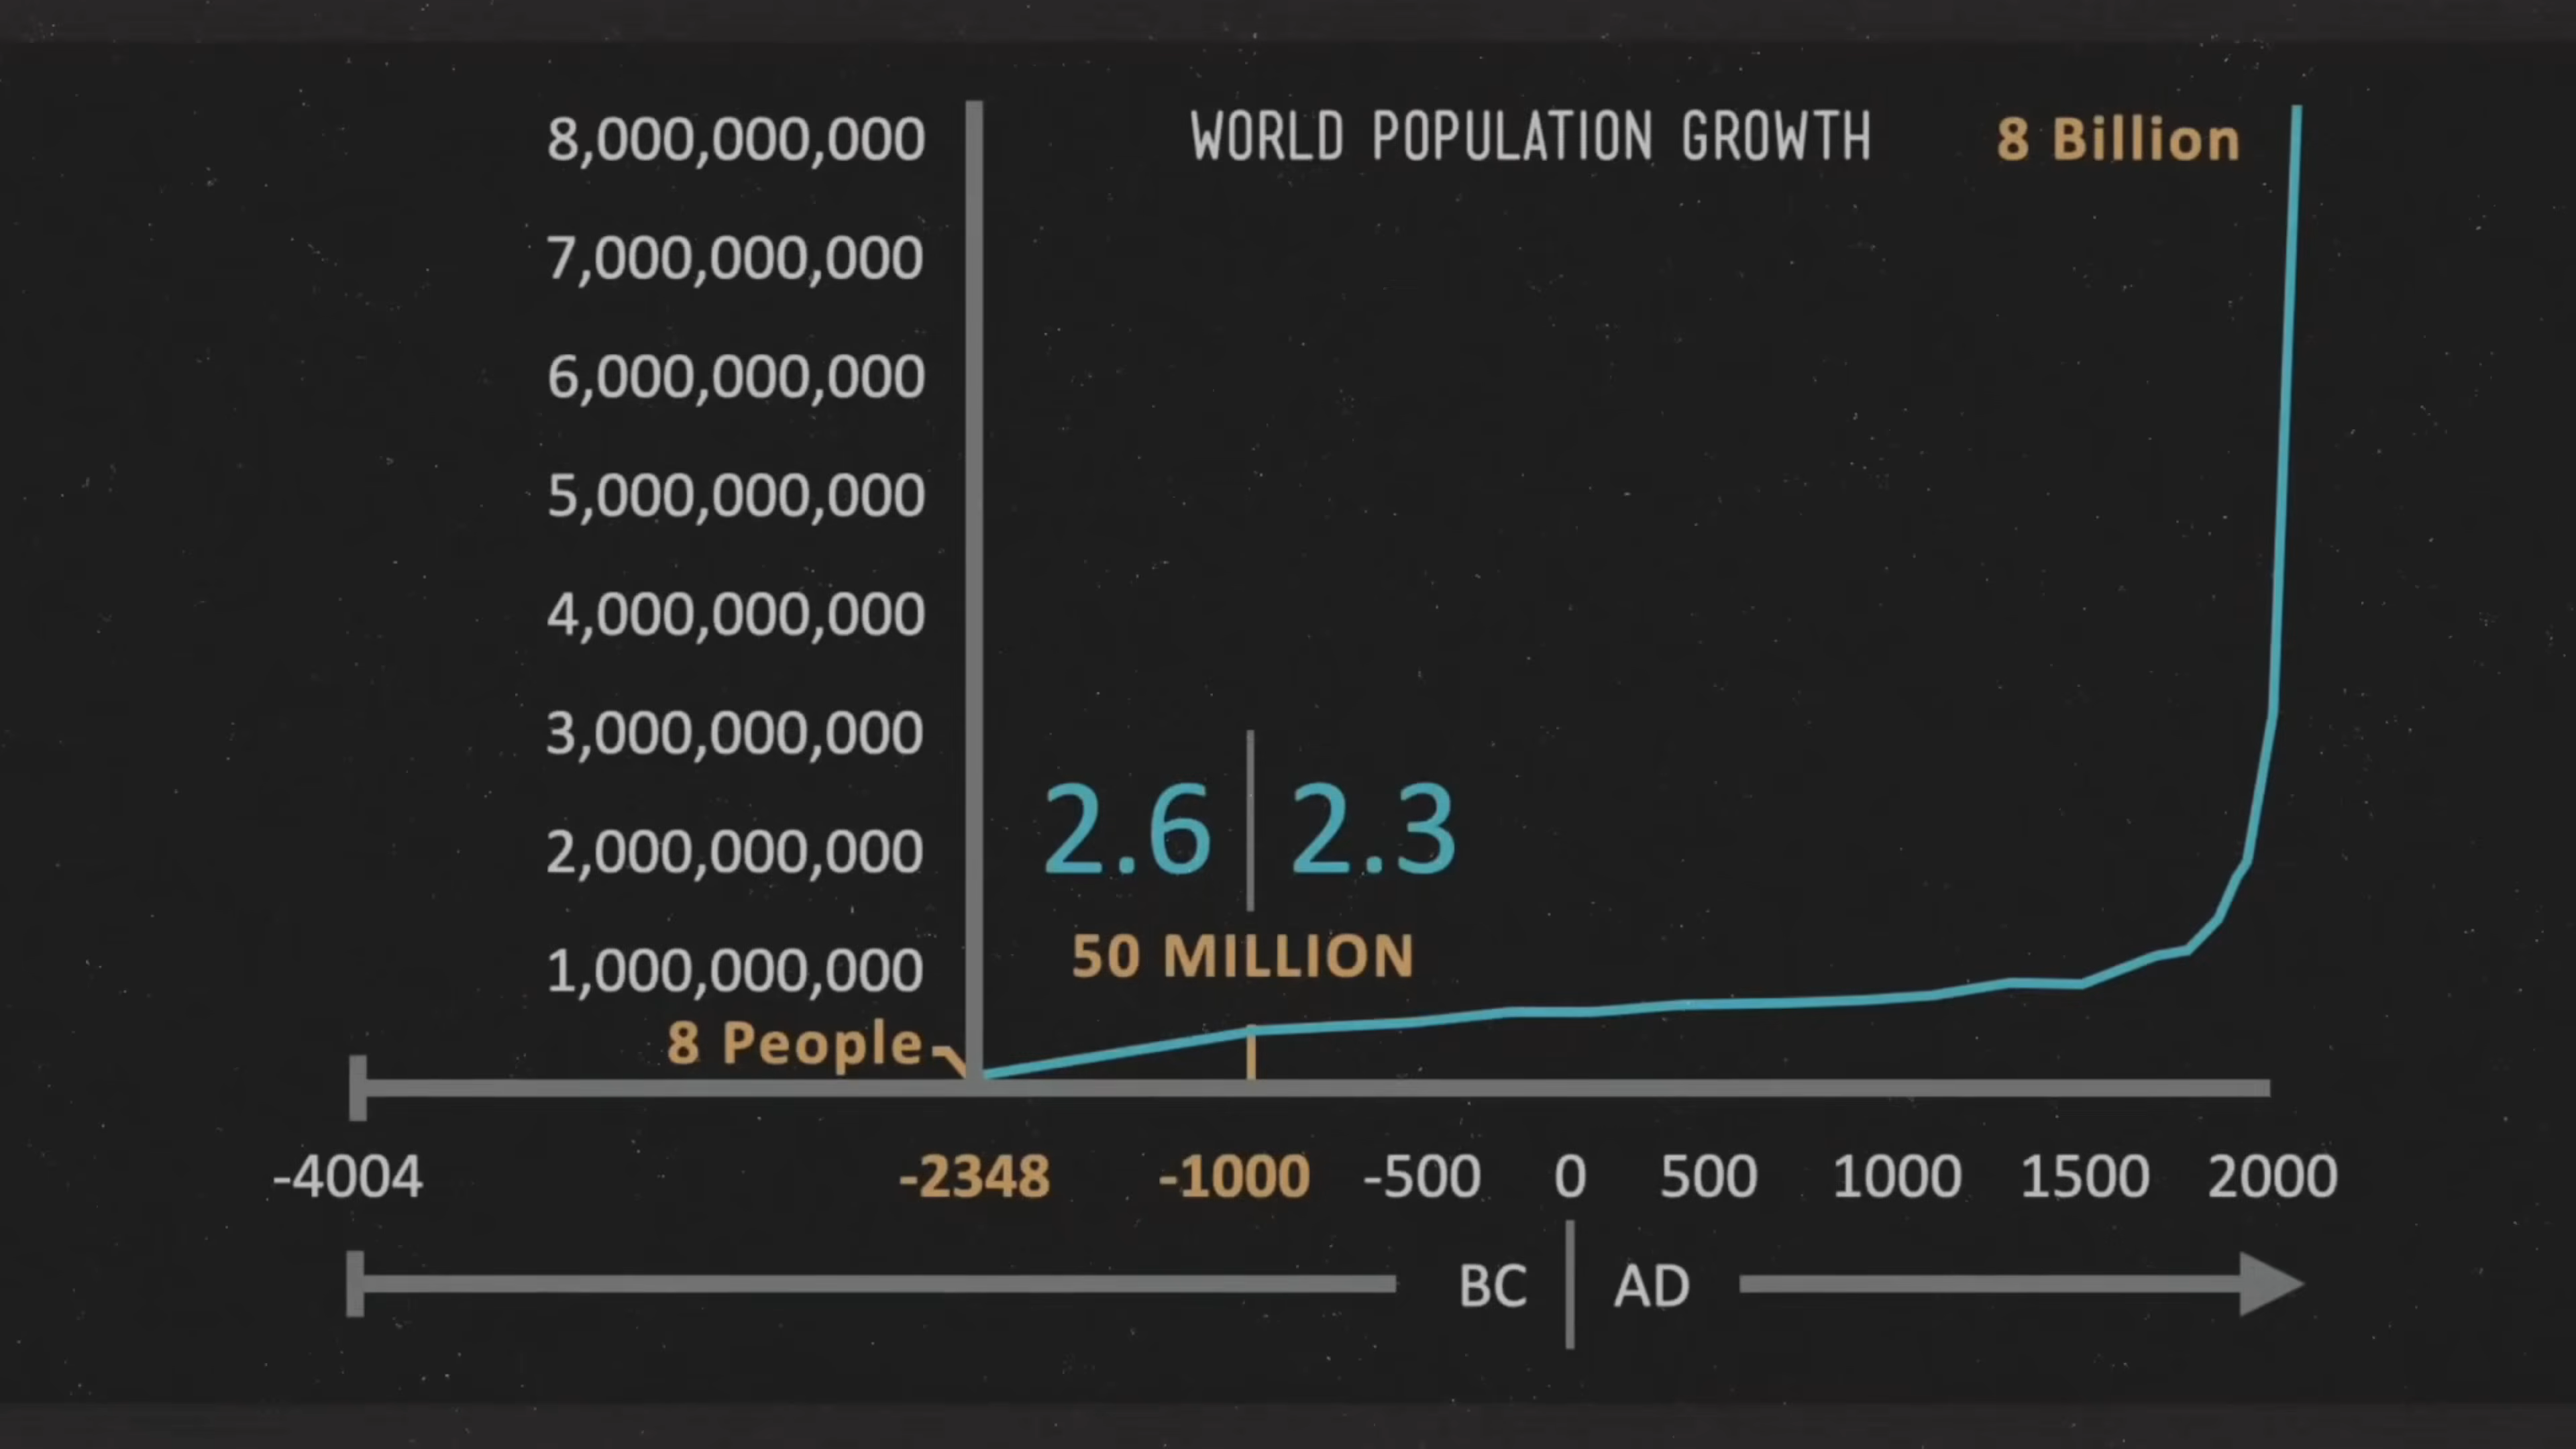 WORLD POPULATION GROWTH
8 Billion
8,000,000,000
7,000,000,000
6,000,000,000
5,000,000,000
4,000,000,000
3,000,000,000
2,000,000,000
1,000,000,000
2.6 2.3
50 MILLION
8 People
-4004 -2348 -1000 -500 0 500 1000 1500 2000
BC AD